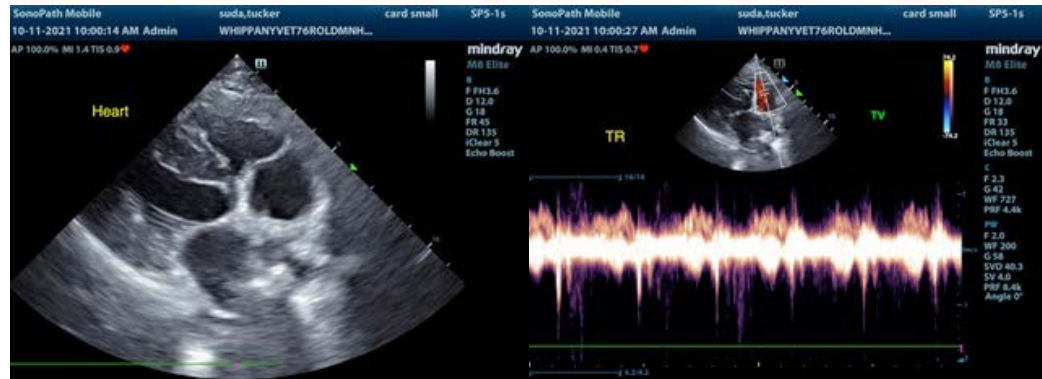 SonoPath Mobile suda,tucker card small SP5-1s
10-11-2021 10:00:14 AM Admin WHIPPANYVET76ROLDMNH...
AP 100.0% MI 1.4 TIS 0.9
mindray
M8 Elite
B
F FH3.6
D 12.0
G 18
FR 45
DR 135
iClear 5
Echo Boost
Heart
m
5
10
SonoPath Mobile suda,tucker card small SP5-1s
10-11-2021 10:00:27 AM Admin WHIPPANYVET76ROLDMNH...
AP 100.0% MI 0.4 TIS 0.7
mindray
M8 Elite
B
F FH3.6
D 12.0
G 18
FR 33
DR 135
iClear 5
Echo Boost
C
F 2.3
G 42
WF 727
PRF 4.4k
PW
F 2.0
WF 200
G 58
SVD 40.3
SV 4.0
PRF 8.4k
Angle 0°
TR
TV